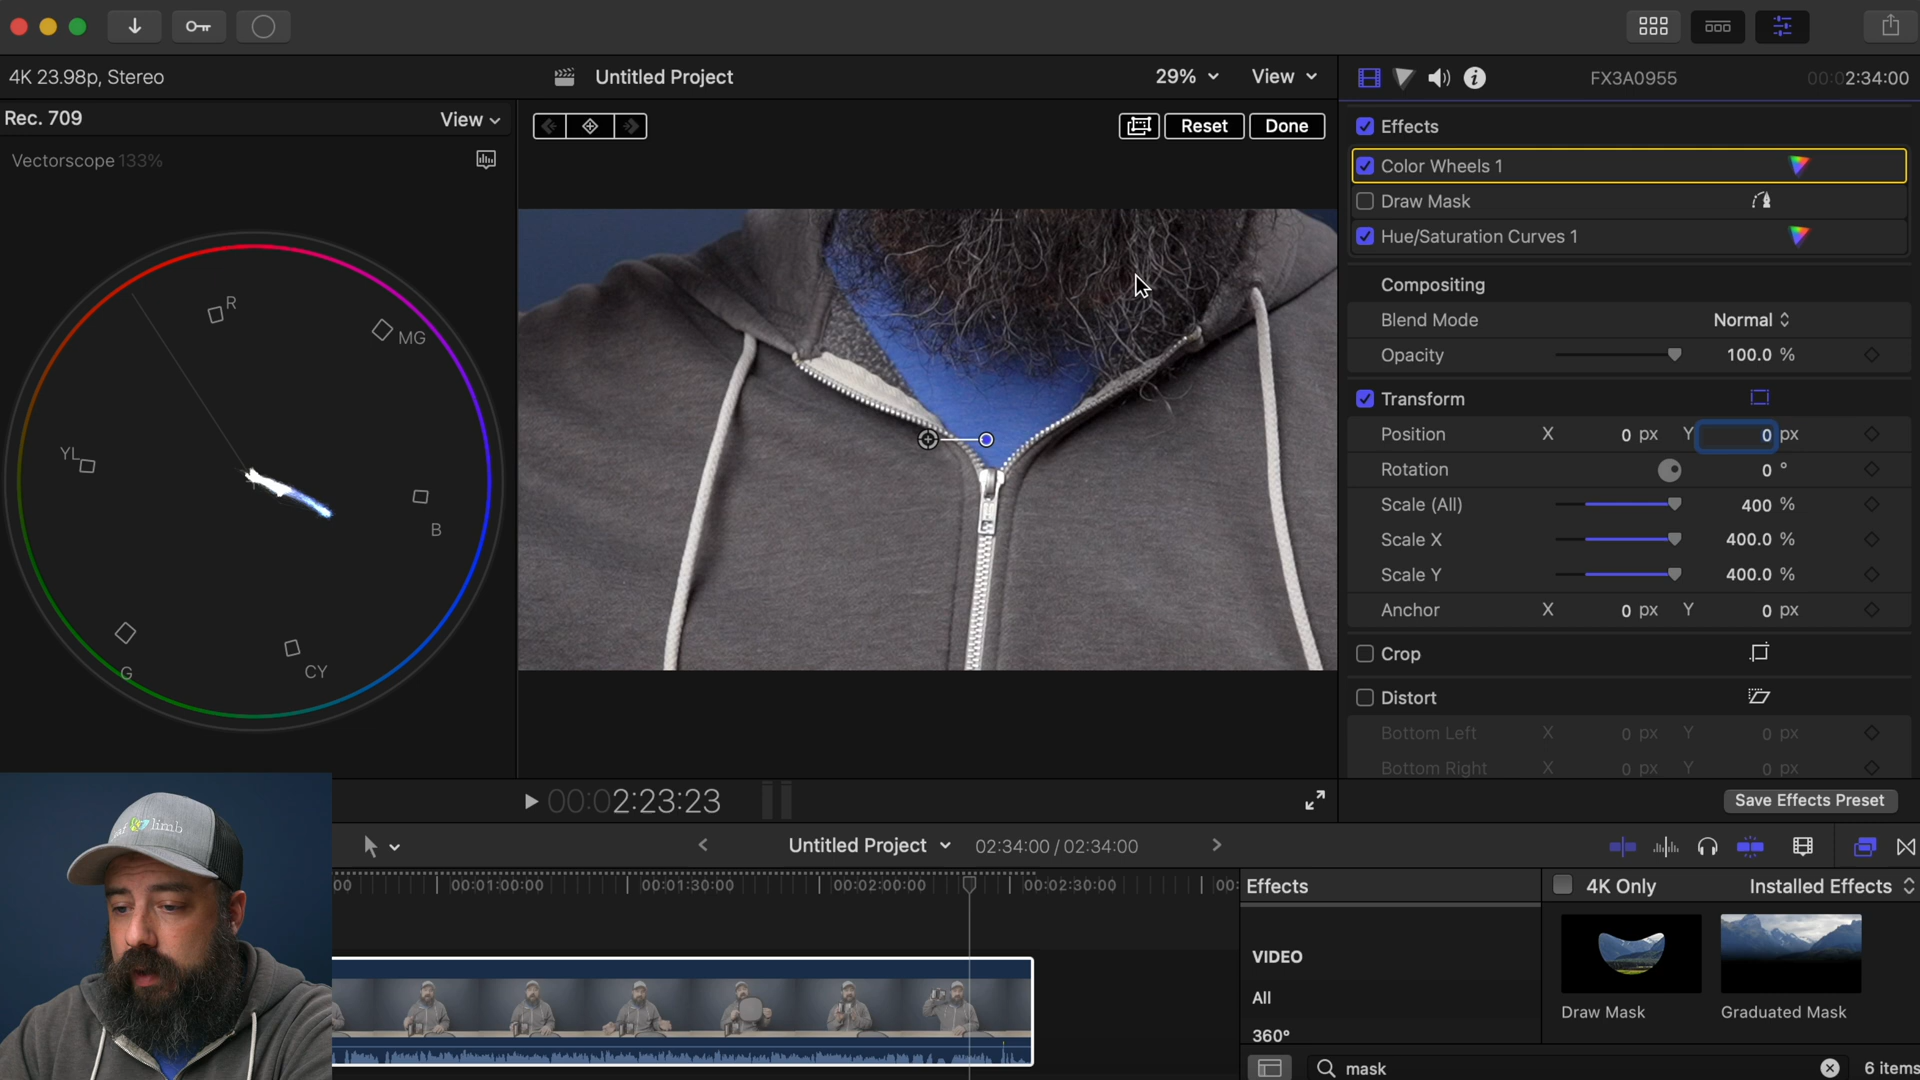 4K 23.98p, Stereo
Untitled Project
29%
View
FX3A0955
00:02:34:00
Rec. 709
View
Reset
Done
Effects
Vectorscope 133%
Color Wheels 1
Draw Mask
Hue/Saturation Curves 1
Compositing
Blend Mode
Normal
Opacity
100.0 %
Transform
Position X 0 px Y 0 px
Rotation 0 °
Scale (All) 400 %
Scale X 400.0 %
Scale Y 400.0 %
Anchor X 0 px Y 0 px
Crop
Distort
Bottom Left X 0 px Y 0 px
Bottom Right X 0 px Y 0 px
R
MG
YL
B
G
CY
00:02:23:23
Save Effects Preset
limb
Untitled Project
02:34:00 / 02:34:00
00
00:01:00:00
00:01:30:00
00:02:00:00
00:02:30:00
00:
Effects
4K Only
Installed Effects
VIDEO
All
360°
Draw Mask
Graduated Mask
mask
6 items